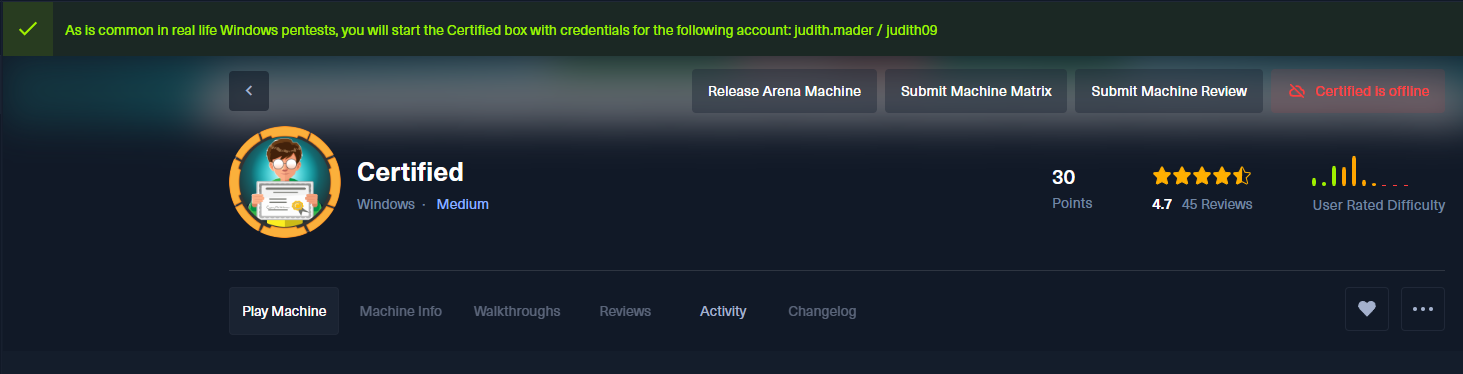 As is common in real life Windows pentests, you will start the Certified box with credentials for the following account: judith.mader / judith09
Release Arena Machine
Submit Machine Matrix
Submit Machine Review
Certified is offline
Certified
Windows · Medium
30
Points
4.7 45 Reviews
User Rated Difficulty
Play Machine
Machine Info
Walkthroughs
Reviews
Activity
Changelog